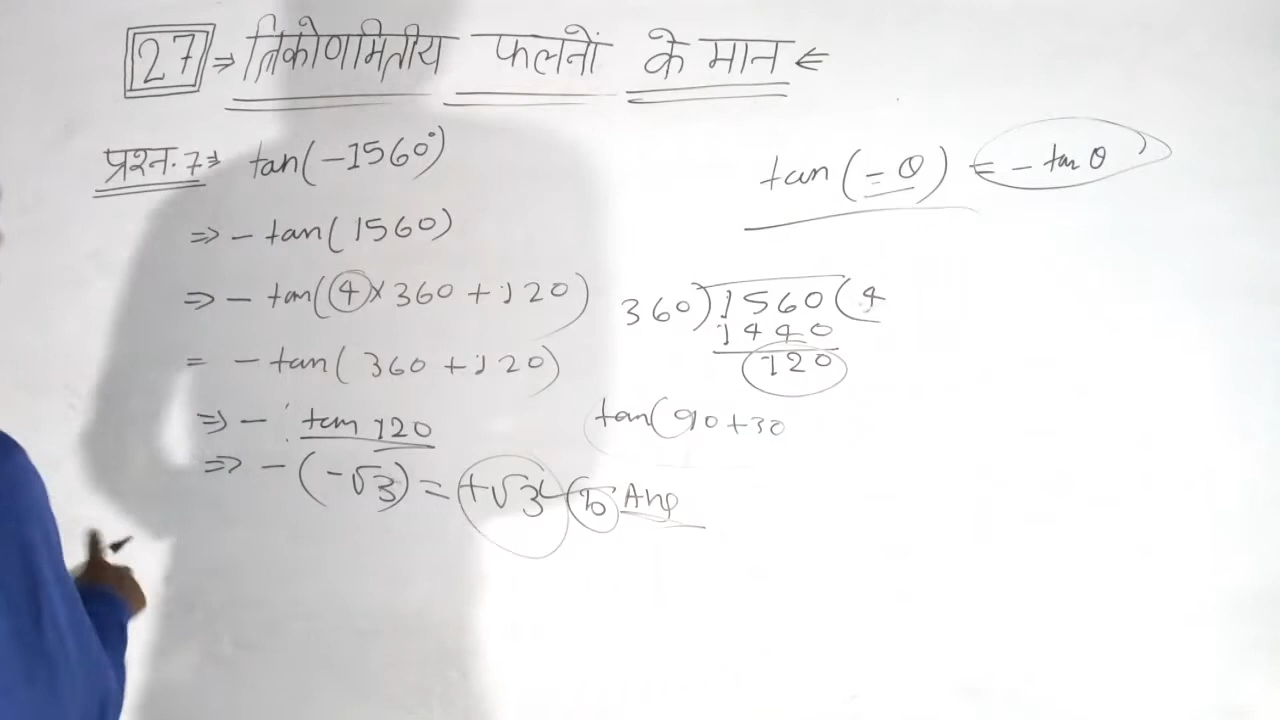 27 ⇒ त्रिकोणमितीय फलनों के मान ⇐
प्रश्न.7⇒ tan(-1560°)
⇒ - tan(1560)
⇒ - tan(4×360+120)
= - tan(360+120)
⇒ - tan 120
⇒ -(-√3) = +√3 Ans
tan(-θ) = - tan θ
360)1560(4
1440
120
tan(90+30